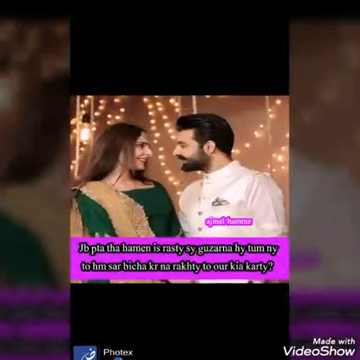 ajmal hamraz
Jb pta tha hamen is rasty sy guzarna hy tum ny
to hm sar bicha kr na rakhty to our kia karty?
Photex
Made with
VideoShow